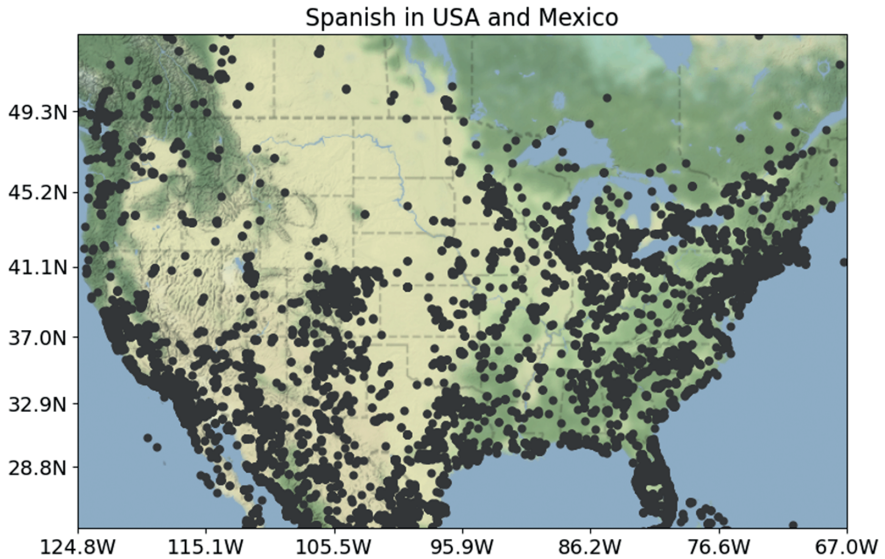 Spanish in USA and Mexico
49.3N
45.2N
41.1N
37.0N
32.9N
28.8N
124.8W 115.1W 105.5W 95.9W 86.2W 76.6W 67.0W